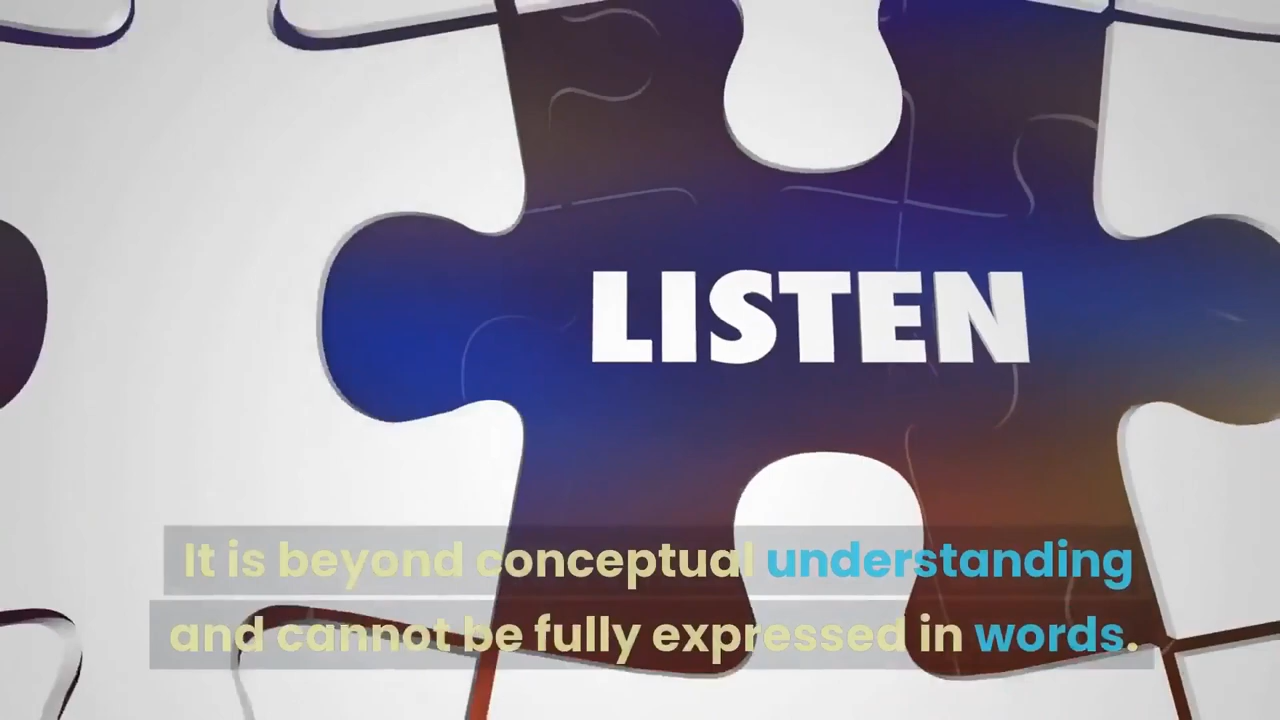 LISTEN
It is beyond conceptual understanding
and cannot be fully expressed in words.